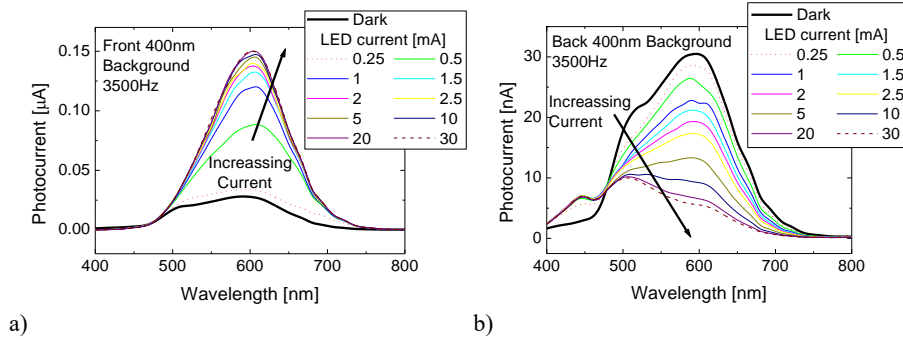 Front 400nm
Background
3500Hz
Increassing
Current
Dark
LED current [mA]
0.25 0.5
1 1.5
2 2.5
5 10
20 30
0.15
0.10
0.05
0.00
Photocurrent [µA]
400 500 600 700 800
Wavelength [nm]
a)
Back 400nm Background
3500Hz
Increassing
Current
Dark
LED current [mA]
0.25 0.5
1 1.5
2 2.5
5 10
20 30
30
20
10
0
Photocurrent [nA]
400 500 600 700 800
Wavelength [nm]
b)